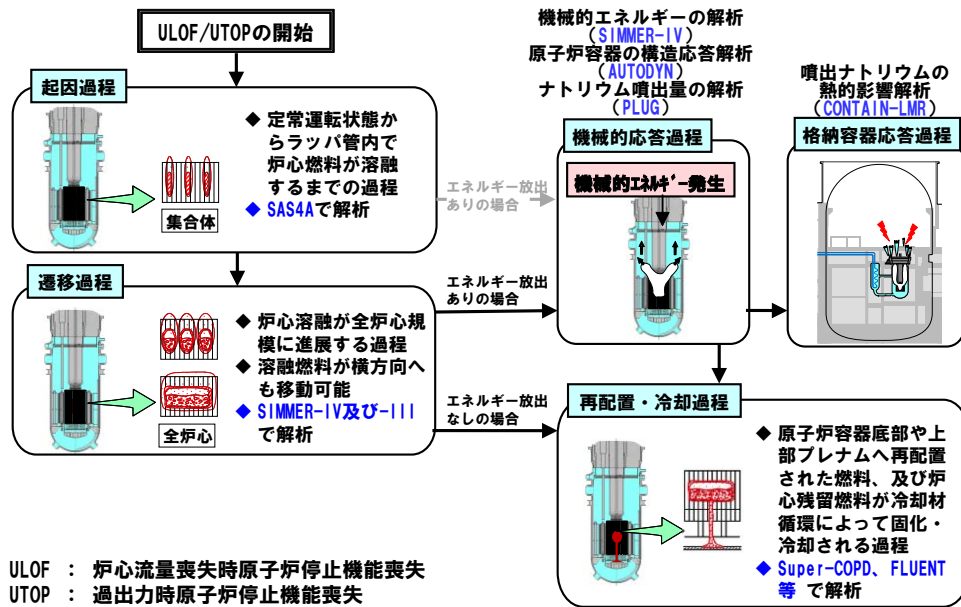 ULOF/UTOPの開始
起因過程
◆ 定常運転状態か
らラッパ管内で
炉心燃料が溶融
するまでの過程
◆ SAS4Aで解析
集合体
エネルギー放出
ありの場合
遷移過程
◆ 炉心溶融が全炉心規
模に進展する過程
◆ 溶融燃料が横方向へ
も移動可能
◆ SIMMER-IV及び-III
で解析
全炉心
エネルギー放出
ありの場合
エネルギー放出
なしの場合
機械的エネルギーの解析
(SIMMER-IV)
原子炉容器の構造応答解析
(AUTODYN)
ナトリウム噴出量の解析
(PLUG)
機械的応答過程
機械的エネルギー発生
噴出ナトリウムの
熱的影響解析
(CONTAIN-LMR)
格納容器応答過程
再配置・冷却過程
◆ 原子炉容器底部や上
部プレナムへ再配置
された燃料、及び炉
心残留燃料が冷却材
循環によって固化・
冷却される過程
◆ Super-COPD、FLUENT
等 で解析
ULOF : 炉心流量喪失時原子炉停止機能喪失
UTOP : 過出力時原子炉停止機能喪失